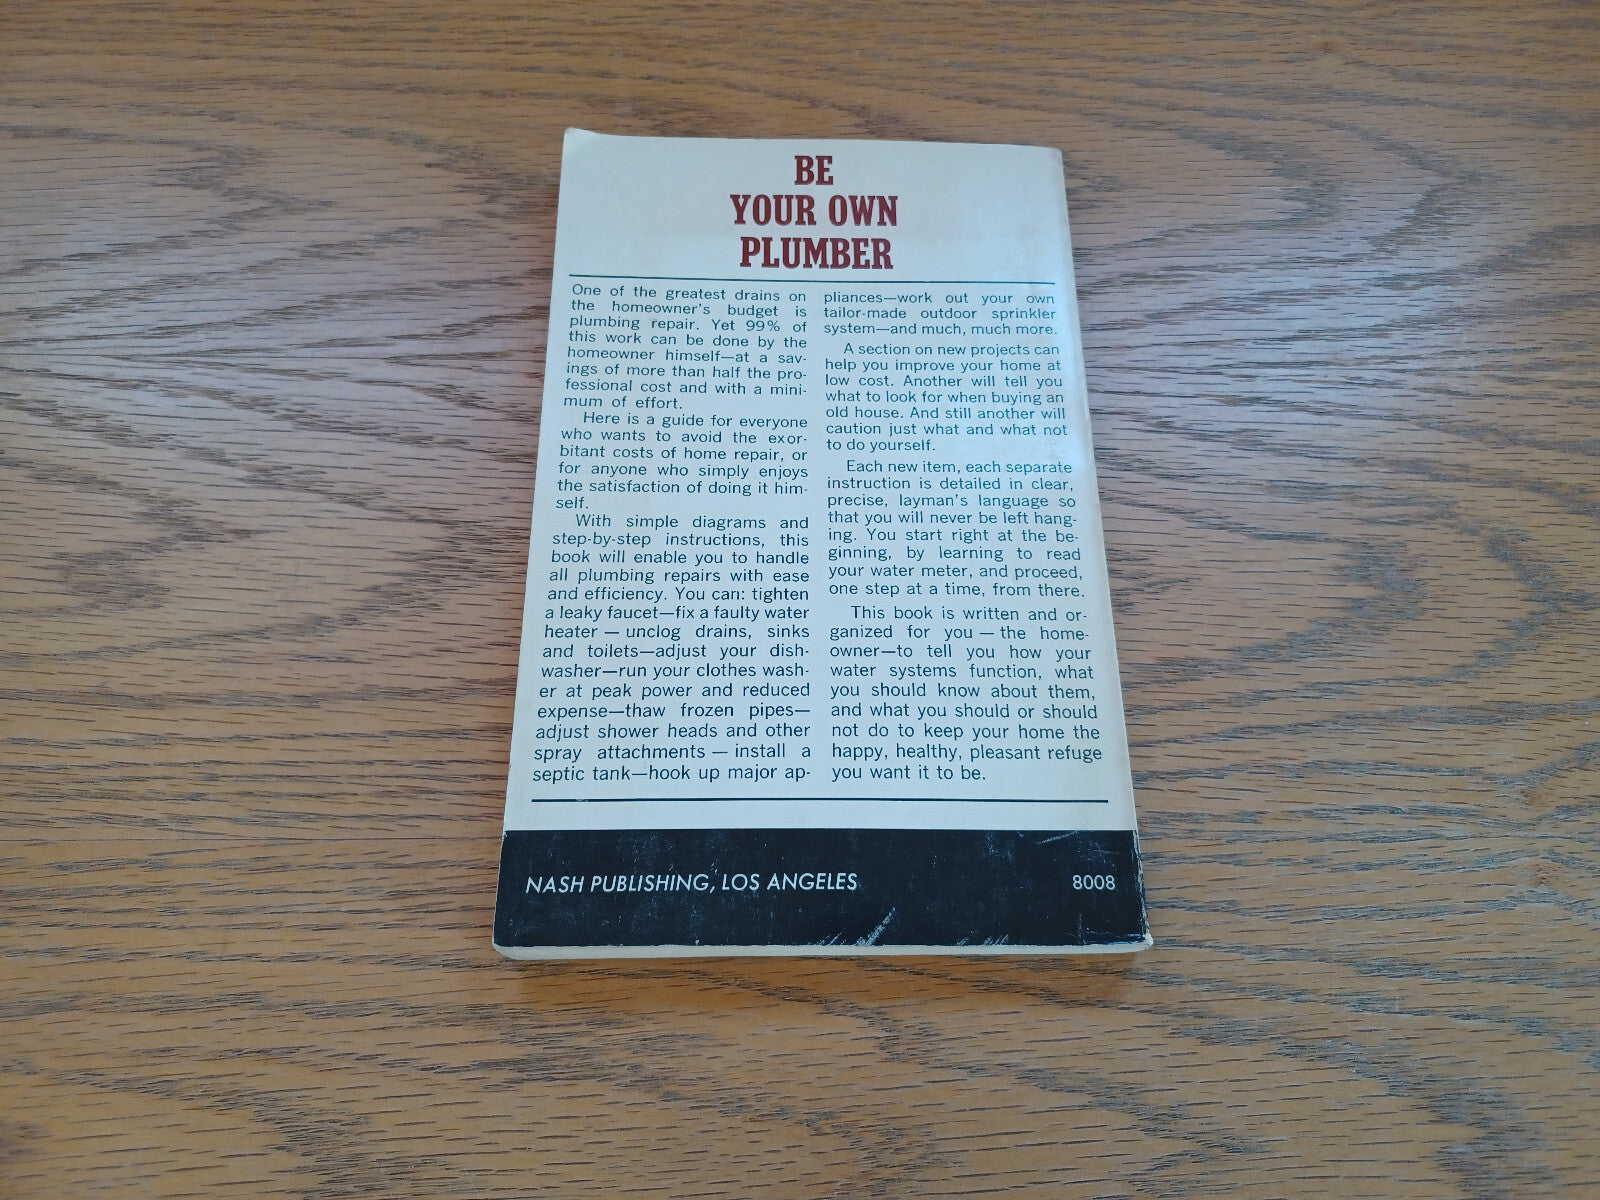 BE
YOUR OWN
PLUMBER
One of the greatest drains on
the homeowner's budget is
plumbing repair. Yet 99% of
this work can be done by the
homeowner himself—at a sav-
ings of more than half the pro-
fessional cost and with a mini-
mum of effort.
Here is a guide for everyone
who wants to avoid the exor-
bitant costs of home repair, or
for anyone who simply enjoys
the satisfaction of doing it him-
self.
With simple diagrams and
step-by-step instructions, this
book will enable you to handle
all plumbing repairs with ease
and efficiency. You can: tighten
a leaky faucet—fix a faulty water
heater — unclog drains, sinks
and toilets—adjust your dish-
washer—run your clothes wash-
er at peak power and reduced
expense—thaw frozen pipes—
adjust shower heads and other
spray attachments — install a
septic tank—hook up major ap-
pliances—work out your own
tailor-made outdoor sprinkler
system—and much, much more.
A section on new projects can
help you improve your home at
low cost. Another will tell you
what to look for when buying an
old house. And still another will
caution just what and what not
to do yourself.
Each new item, each separate
instruction is detailed in clear,
precise, layman's language so
that you will never be left hang-
ing. You start right at the be-
ginning, by learning to read
your water meter, and proceed,
one step at a time, from there.
This book is written and or-
ganized for you — the home-
owner—to tell you how your
water systems function, what
you should know about them,
and what you should or should
not do to keep your home the
happy, healthy, pleasant refuge
you want it to be.
NASH PUBLISHING, LOS ANGELES
8008